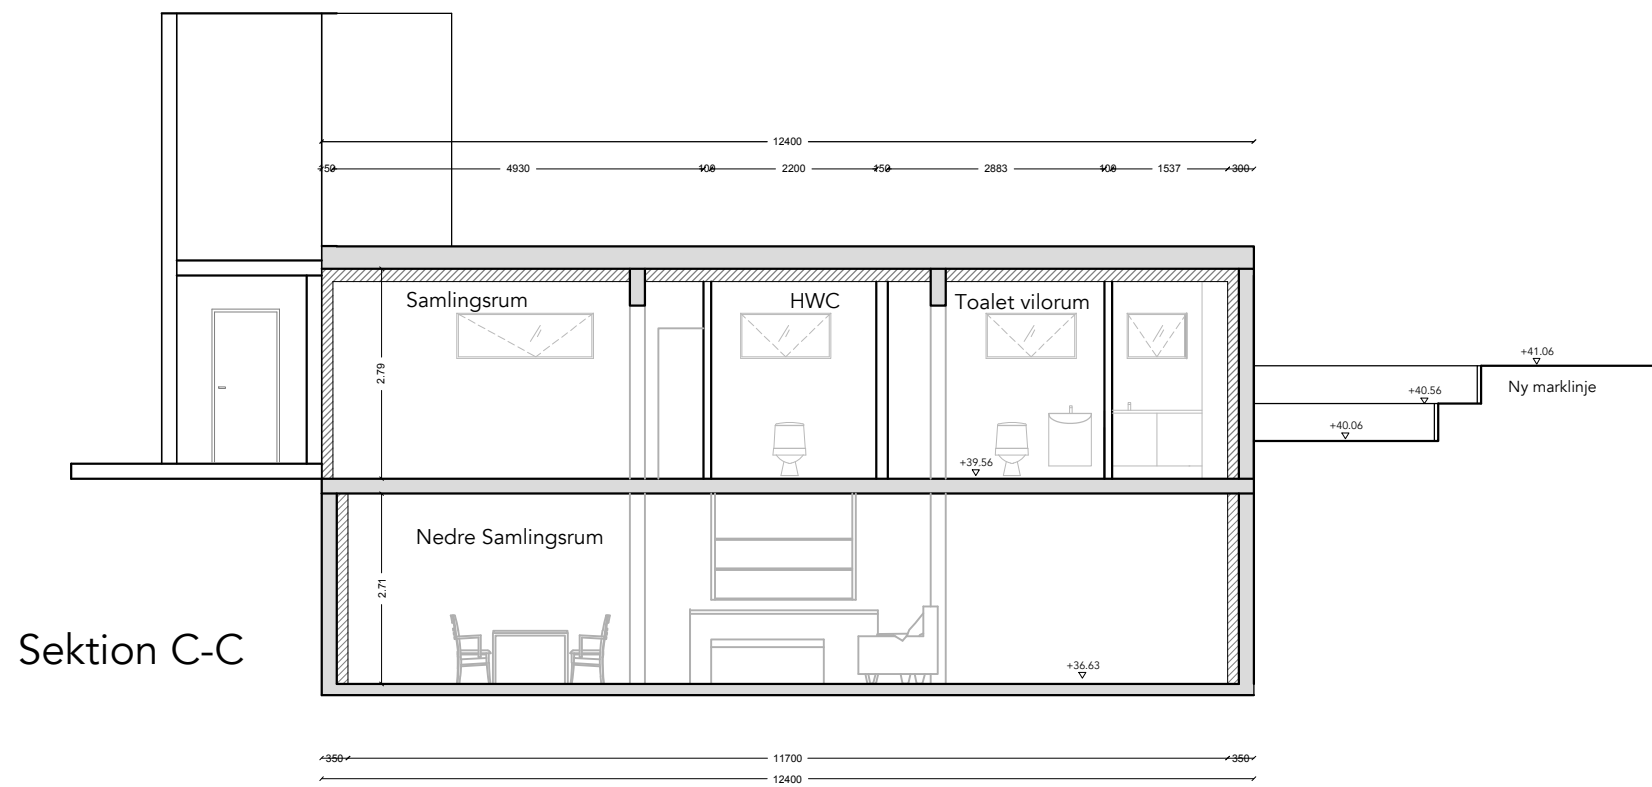 12400
150 4930 100 2200 150 2883 100 1537 300
Samlingsrum
HWC
Toalet vilorum
2.79
+41.06
Ny marklinje
+40.56
+40.06
+39.56
Nedre Samlingsrum
2.71
Sektion C-C
+36.63
350 11700 350
12400